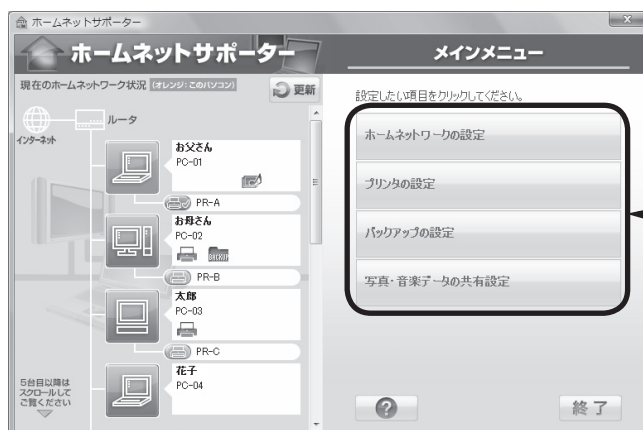 ホームネットサポーター
ホームネットサポーター
現在のホームネットワーク状況 (オレンジ:このパソコン)
更新
インターネット
ルータ
お父さん
PC-01
PR-A
お母さん
PC-02
BACKUP
PR-B
太郎
PC-03
PR-C
花子
PC-04
5台目以降は
スクロールして
ご覧ください
メインメニュー
設定したい項目をクリックしてください。
ホームネットワークの設定
プリンタの設定
バックアップの設定
写真・音楽データの共有設定
?
終了